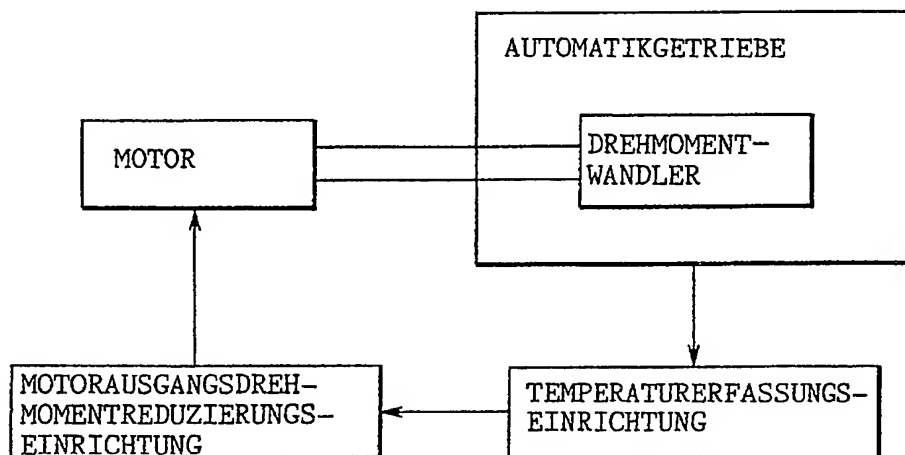 AUTOMATIKGETRIEBE
MOTOR
DREHMOMENT-
WANDLER
MOTORAUSGANGSDREH-
MOMENTREDUZIERUNGS-
EINRICHTUNG
TEMPERATURERFASSUNGS-
EINRICHTUNG